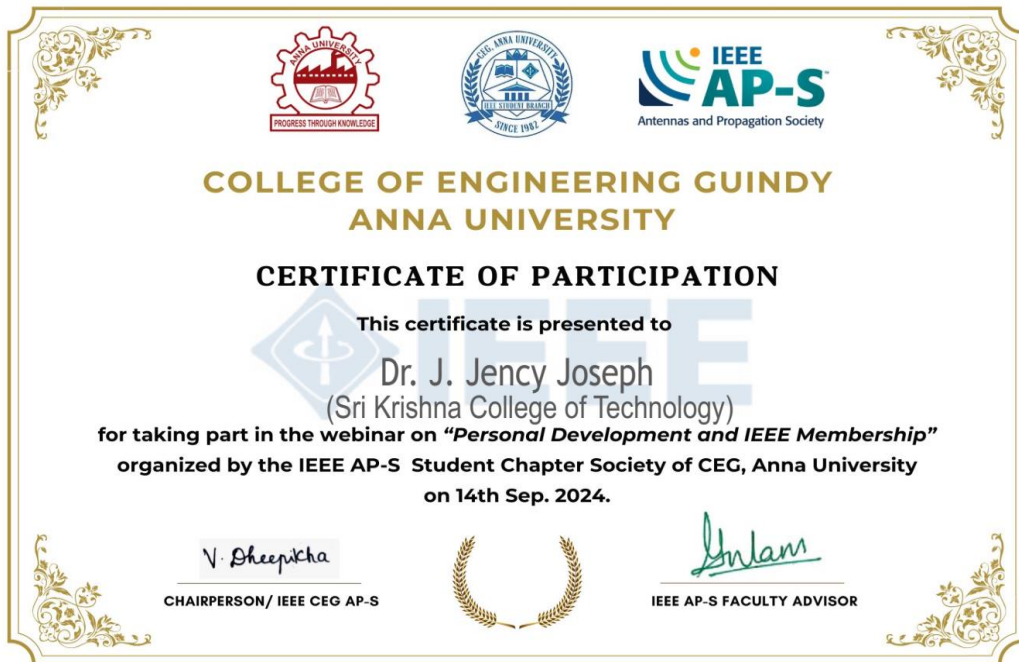 ANNA UNIVERSITY
PROGRESS THROUGH KNOWLEDGE
CEG, ANNA UNIVERSITY
IEEE STUDENT BRANCH
SINCE 1982
IEEE
AP-S
Antennas and Propagation Society
COLLEGE OF ENGINEERING GUINDY
ANNA UNIVERSITY
CERTIFICATE OF PARTICIPATION
IEEE
This certificate is presented to
Dr. J. Jency Joseph
(Sri Krishna College of Technology)
for taking part in the webinar on “Personal Development and IEEE Membership”
organized by the IEEE AP-S Student Chapter Society of CEG, Anna University
on 14th Sep. 2024.
V. Dheepikha
CHAIRPERSON/ IEEE CEG AP-S
IEEE AP-S FACULTY ADVISOR